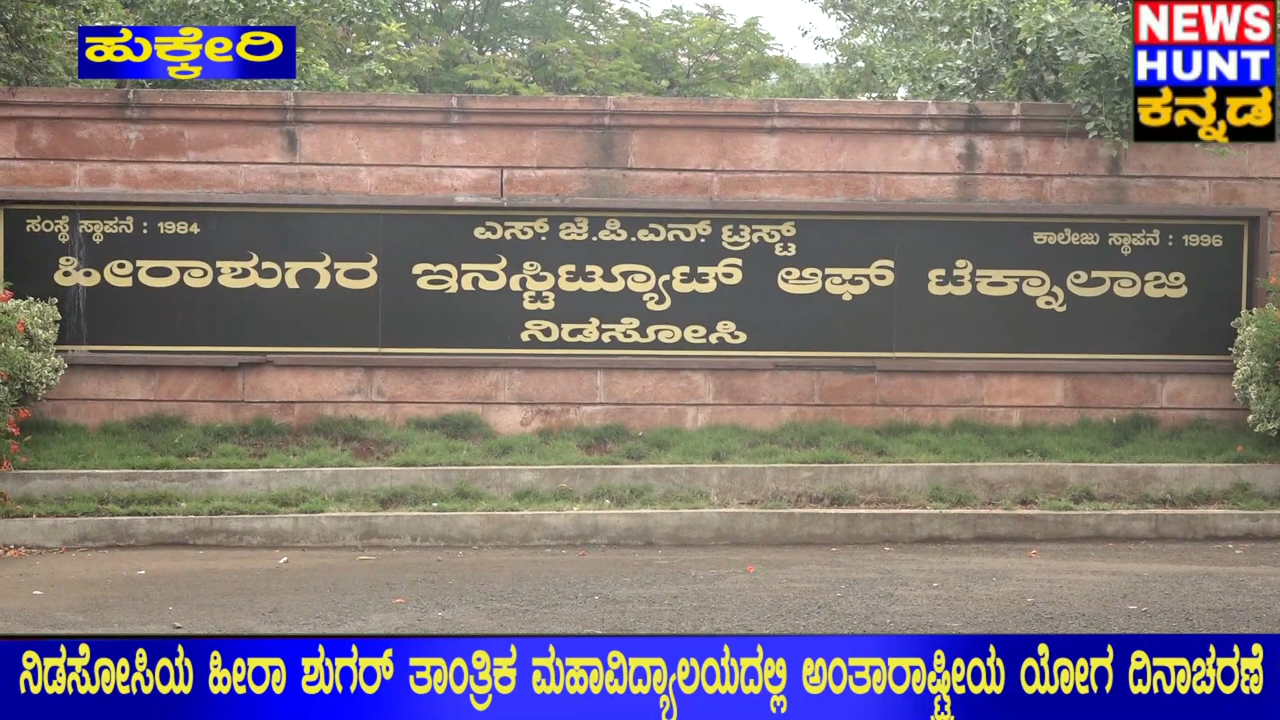 ಹುಕ್ಕೇರಿ
NEWS
HUNT
ಕನ್ನಡ
ಸಂಸ್ಥೆ ಸ್ಥಾಪನೆ : 1984
ಎಸ್. ಜೆ.ಪಿ.ಎನ್. ಟ್ರಸ್ಟ್
ಕಾಲೇಜು ಸ್ಥಾಪನೆ : 1996
ಹೀರಾಶುಗರ ಇನಸ್ಟಿಟ್ಯೂಟ್ ಆಫ್ ಟೆಕ್ನಾಲಾಜಿ
ನಿಡಸೋಸಿ
ನಿಡಸೋಸಿಯ ಹೀರಾ ಶುಗರ್ ತಾಂತ್ರಿಕ ಮಹಾವಿದ್ಯಾಲಯದಲ್ಲಿ ಅಂತಾರಾಷ್ಟ್ರೀಯ ಯೋಗ ದಿನಾಚರಣೆ